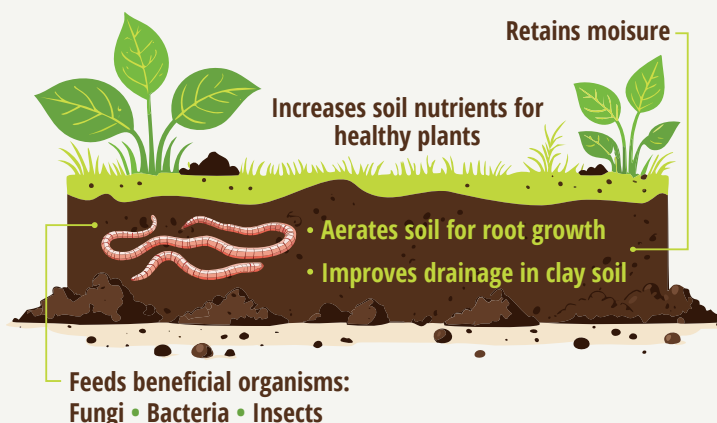 Retains moisure
Increases soil nutrients for
healthy plants
• Aerates soil for root growth
• Improves drainage in clay soil
Feeds beneficial organisms:
Fungi • Bacteria • Insects